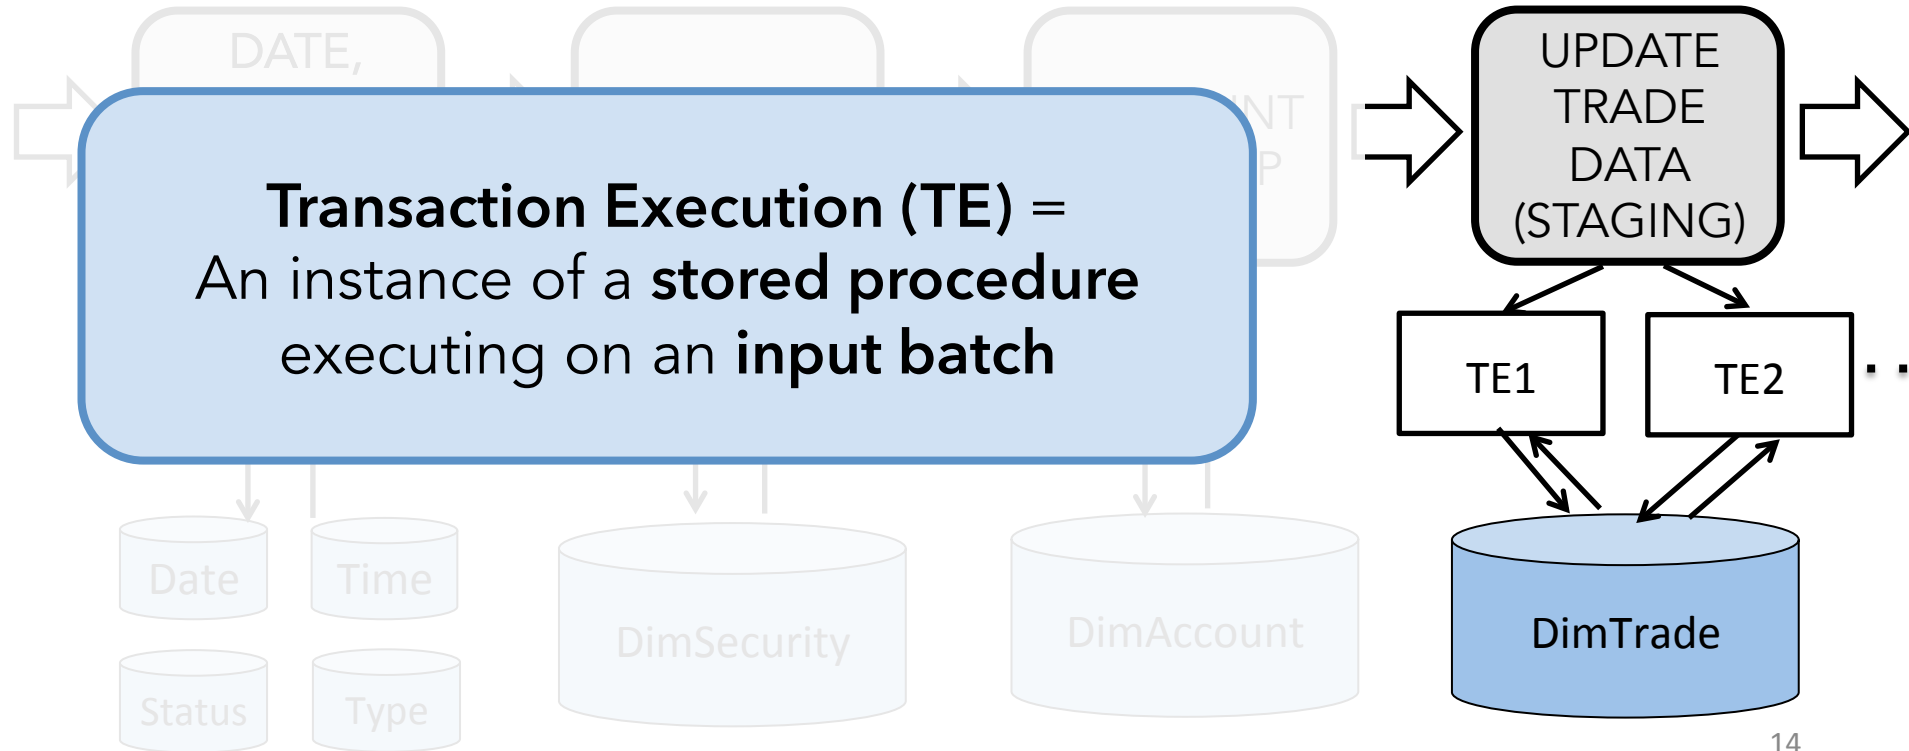 DATE,
UNT
P
UPDATE
TRADE
DATA
(STAGING)
Transaction Execution (TE) =
An instance of a stored procedure
executing on an input batch
TE1
TE2
. .
Date
Time
DimSecurity
DimAccount
DimTrade
Status
Type
14